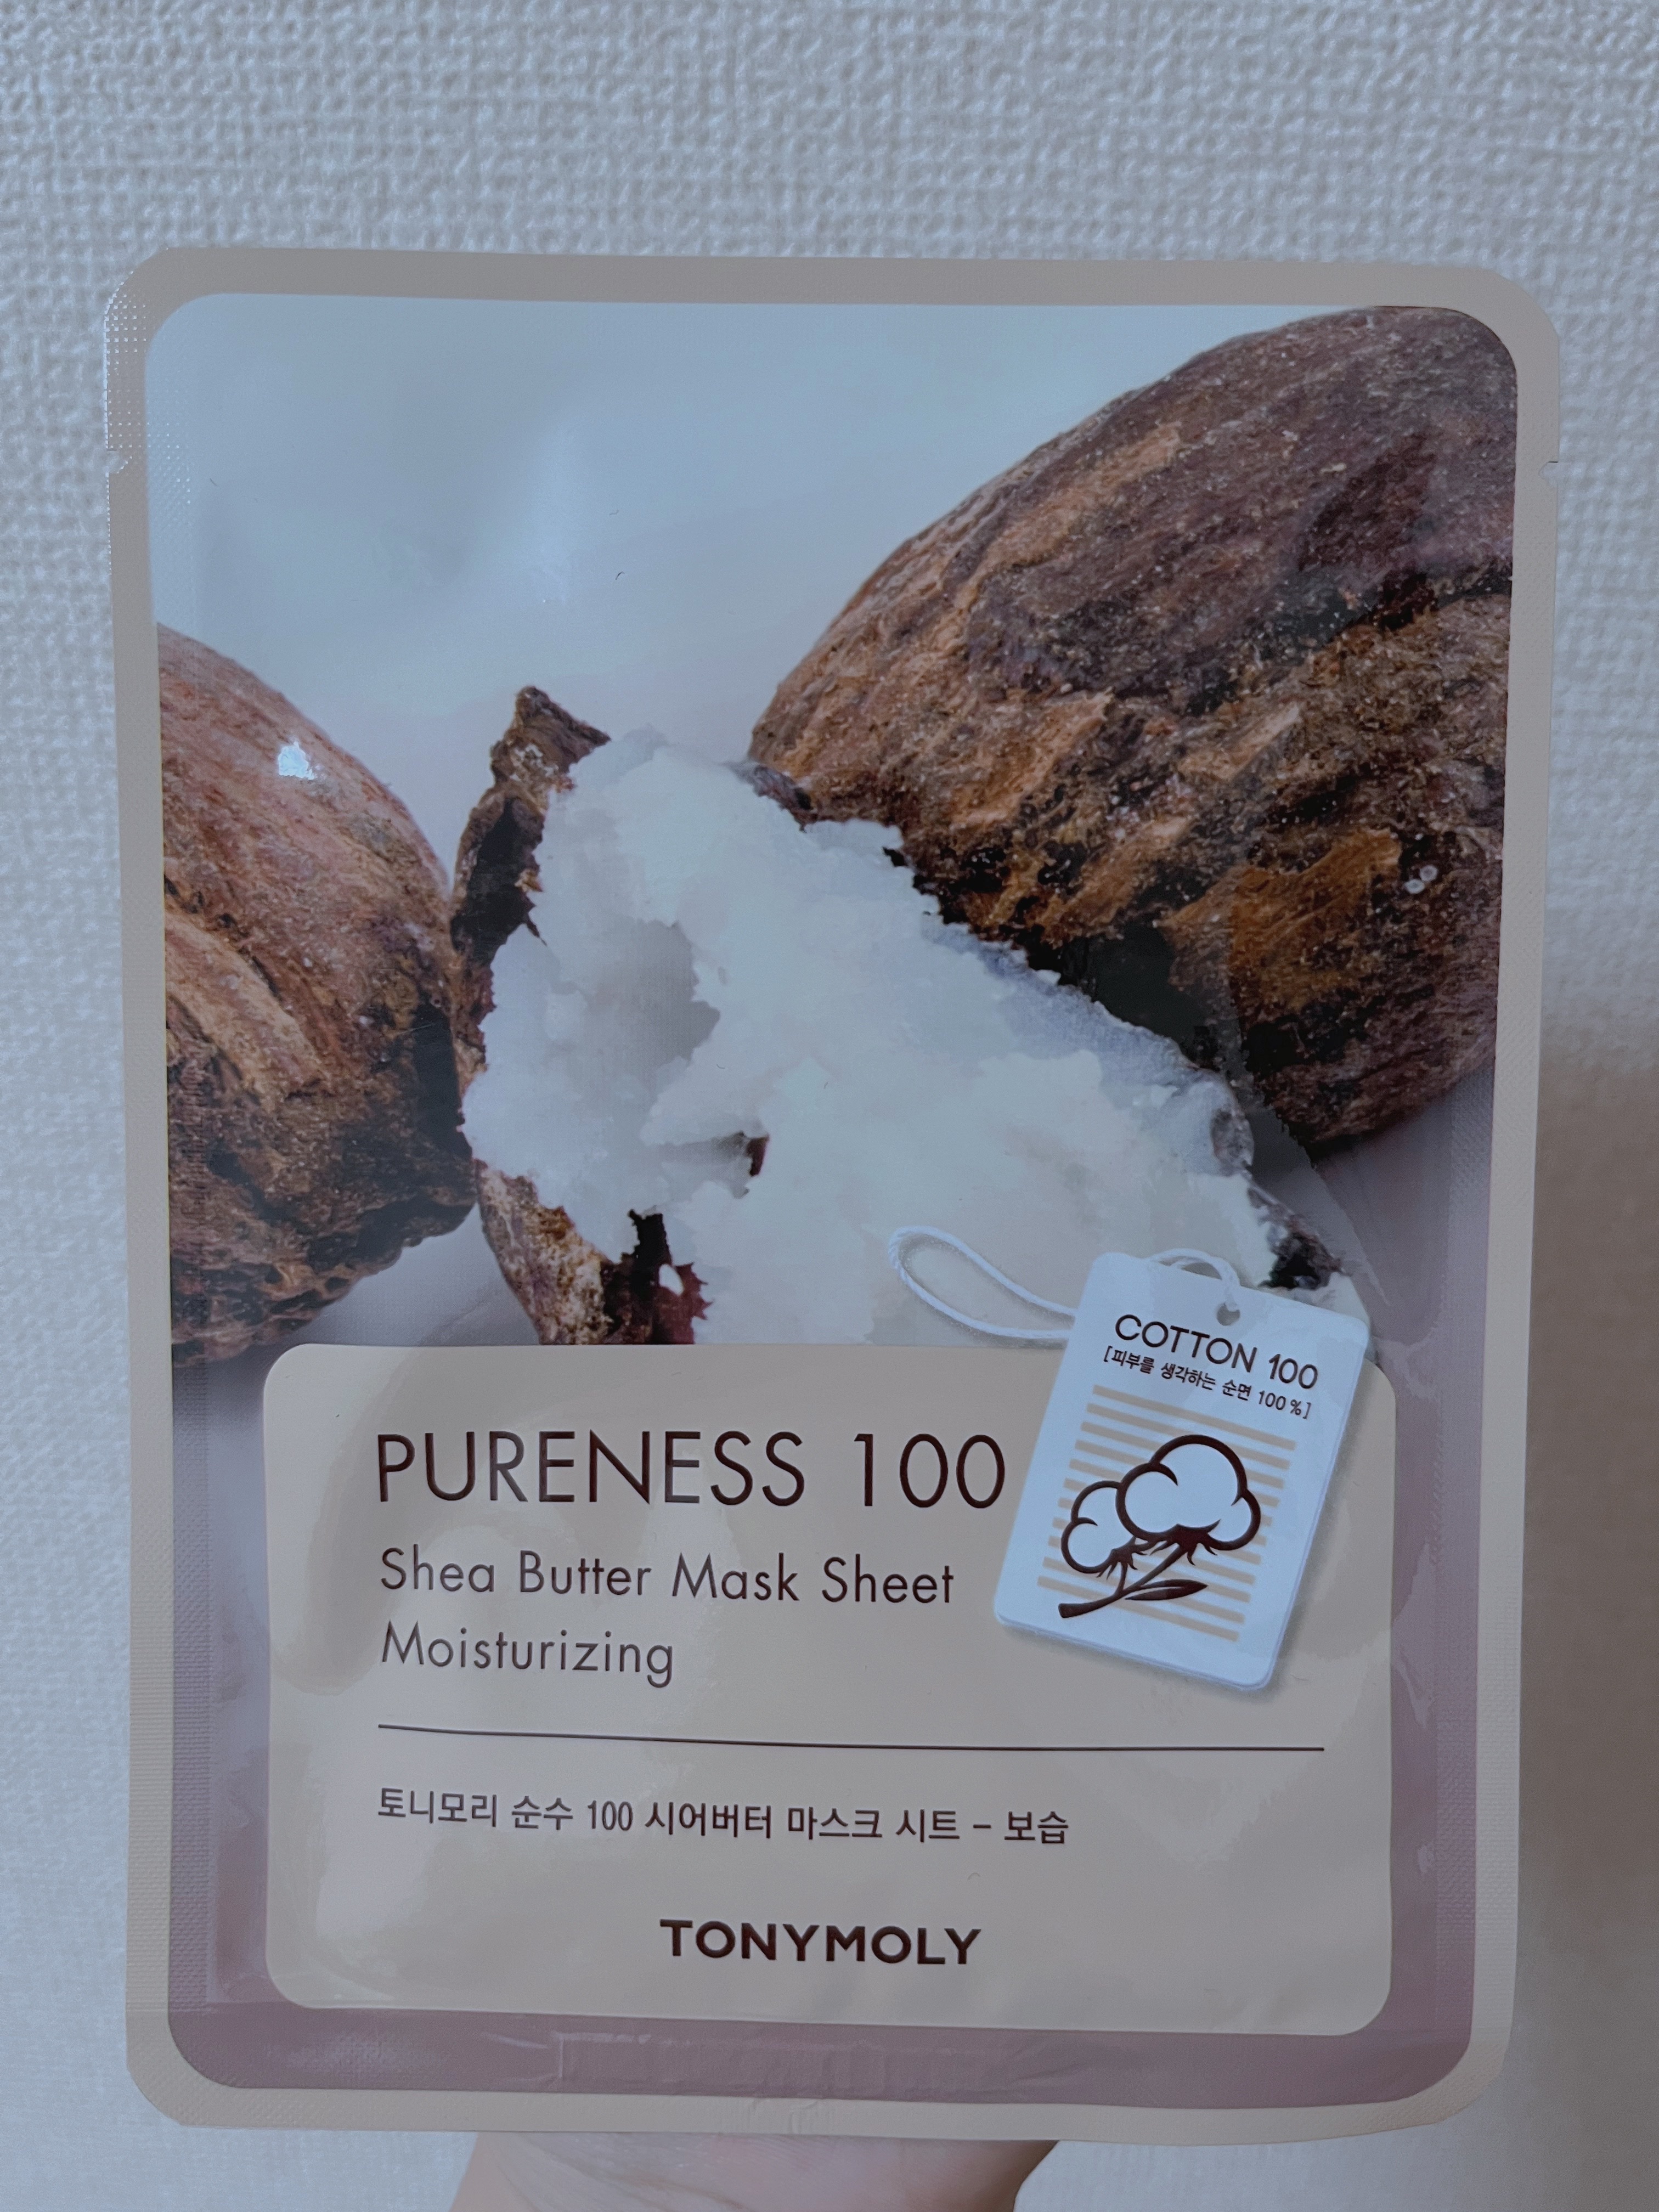 COTTON 100
[피부를 생각하는 순면 100%]
PURENESS 100
Shea Butter Mask Sheet
Moisturizing
토니모리 순수 100 시어버터 마스크 시트 - 보습
TONYMOLY